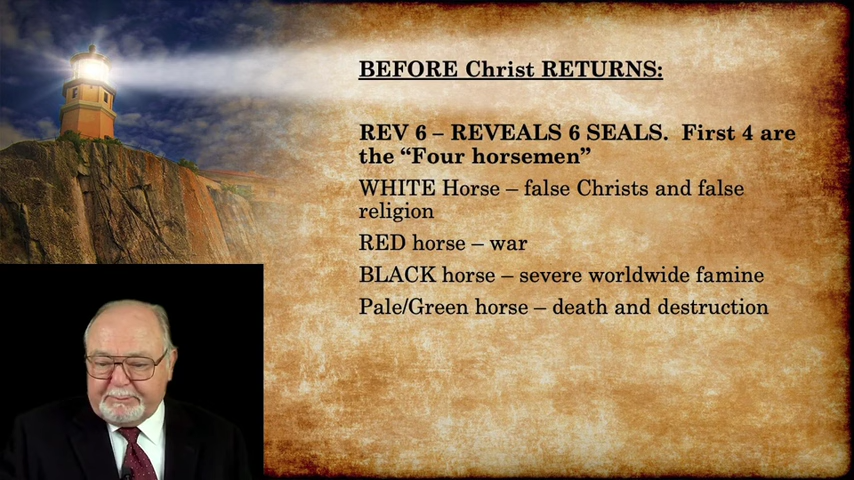 BEFORE Christ RETURNS:
REV 6 – REVEALS 6 SEALS.  First 4 are
the “Four horsemen”
WHITE Horse – false Christs and false
religion
RED horse – war
BLACK horse – severe worldwide famine
Pale/Green horse – death and destruction